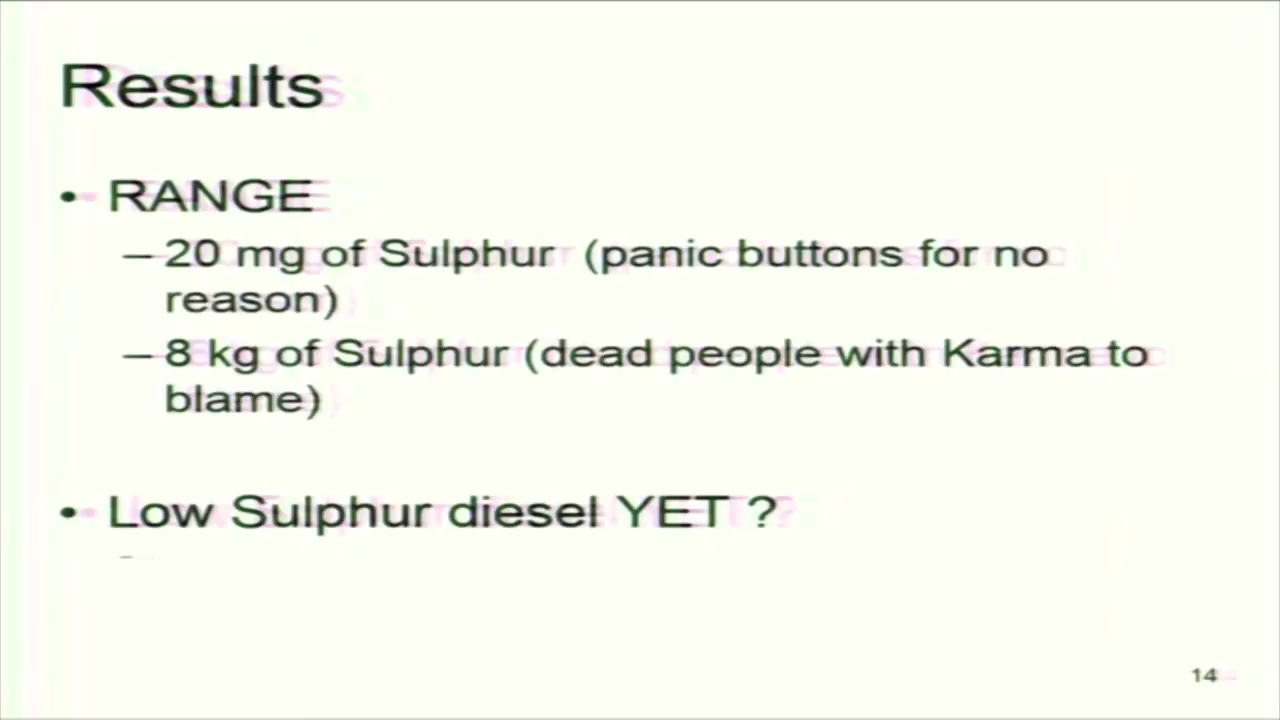 Results
• RANGE
– 20 mg of Sulphur (panic buttons for no
reason)
– 8 kg of Sulphur (dead people with Karma to
blame)
• Low Sulphur diesel YET ?
–
14